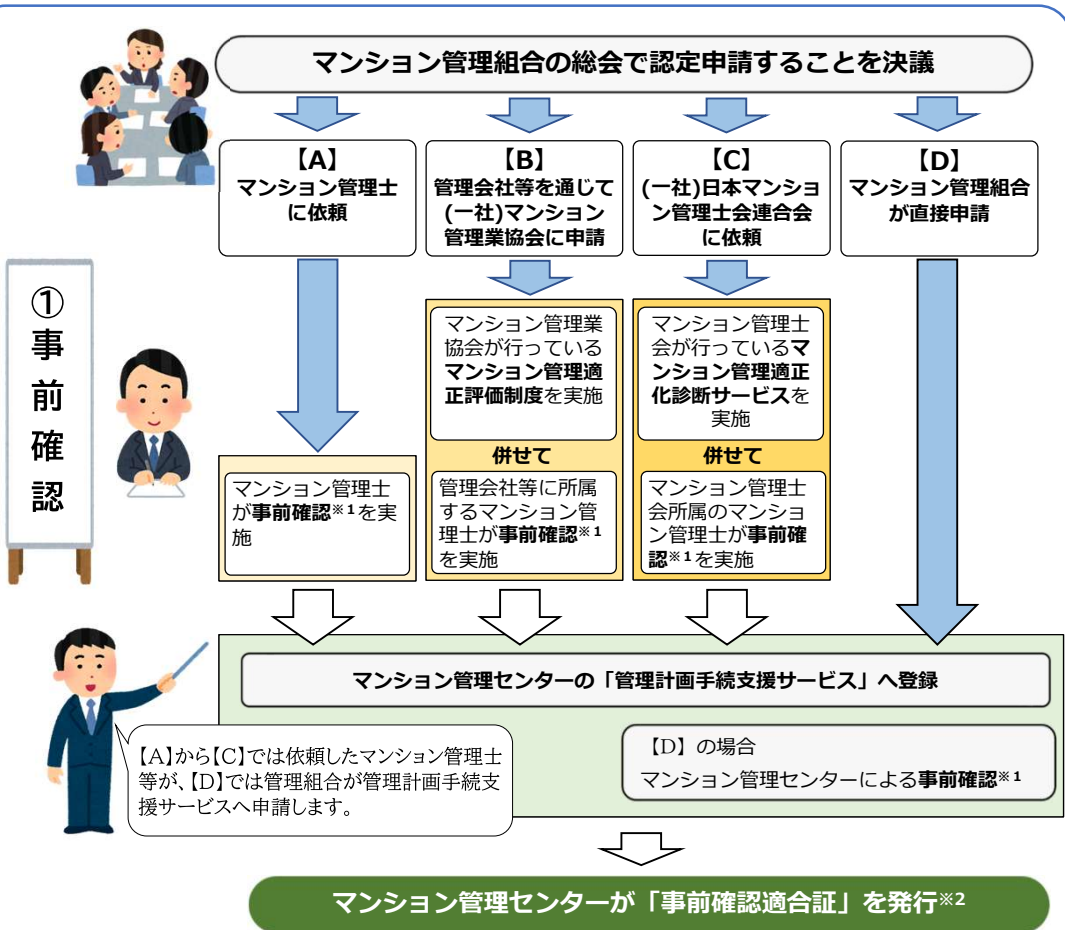 マンション管理組合の総会で認定申請することを決議
【A】
マンション管理士
に依頼
【B】
管理会社等を通じて
(一社)マンション
管理業協会に申請
【C】
(一社)日本マンショ
ン管理士会連合会
に依頼
【D】
マンション管理組合
が直接申請
①事前確認
マンション管理業
協会が行っている
マンション管理適
正評価制度を実施
併せて
管理会社等に所属
するマンション管
理士が事前確認※1
を実施
マンション管理士
会が行っているマ
ンション管理適正
化診断サービスを
実施
併せて
マンション管理士
会所属のマンショ
ン管理士が事前確
認※1を実施
マンション管理士
が事前確認※1を実
施
マンション管理センターの「管理計画手続支援サービス」へ登録
【A】から【C】では依頼したマンション管理士
等が、【D】では管理組合が管理計画手続支
援サービスへ申請します。
【D】の場合
マンション管理センターによる事前確認※1
マンション管理センターが「事前確認適合証」を発行※2